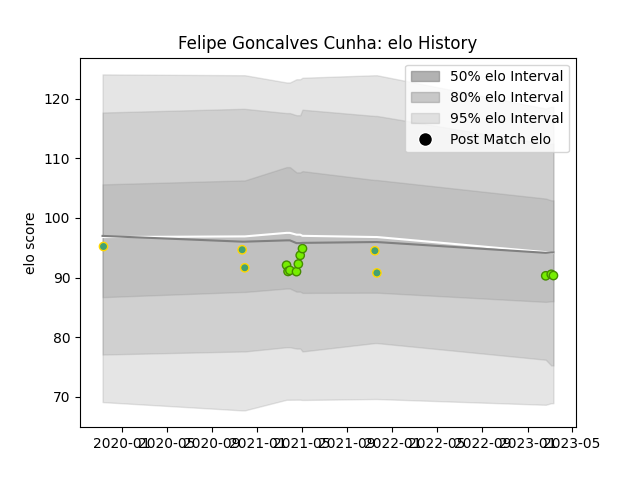 Felipe Goncalves Cunha: elo History
50% elo Interval
80% elo Interval
95% elo Interval
Post Match elo
elo score
120
110
100
90
80
70
2020-01 2020-05 2020-09 2021-01 2021-05 2021-09 2022-01 2022-05 2022-09 2023-01 2023-05